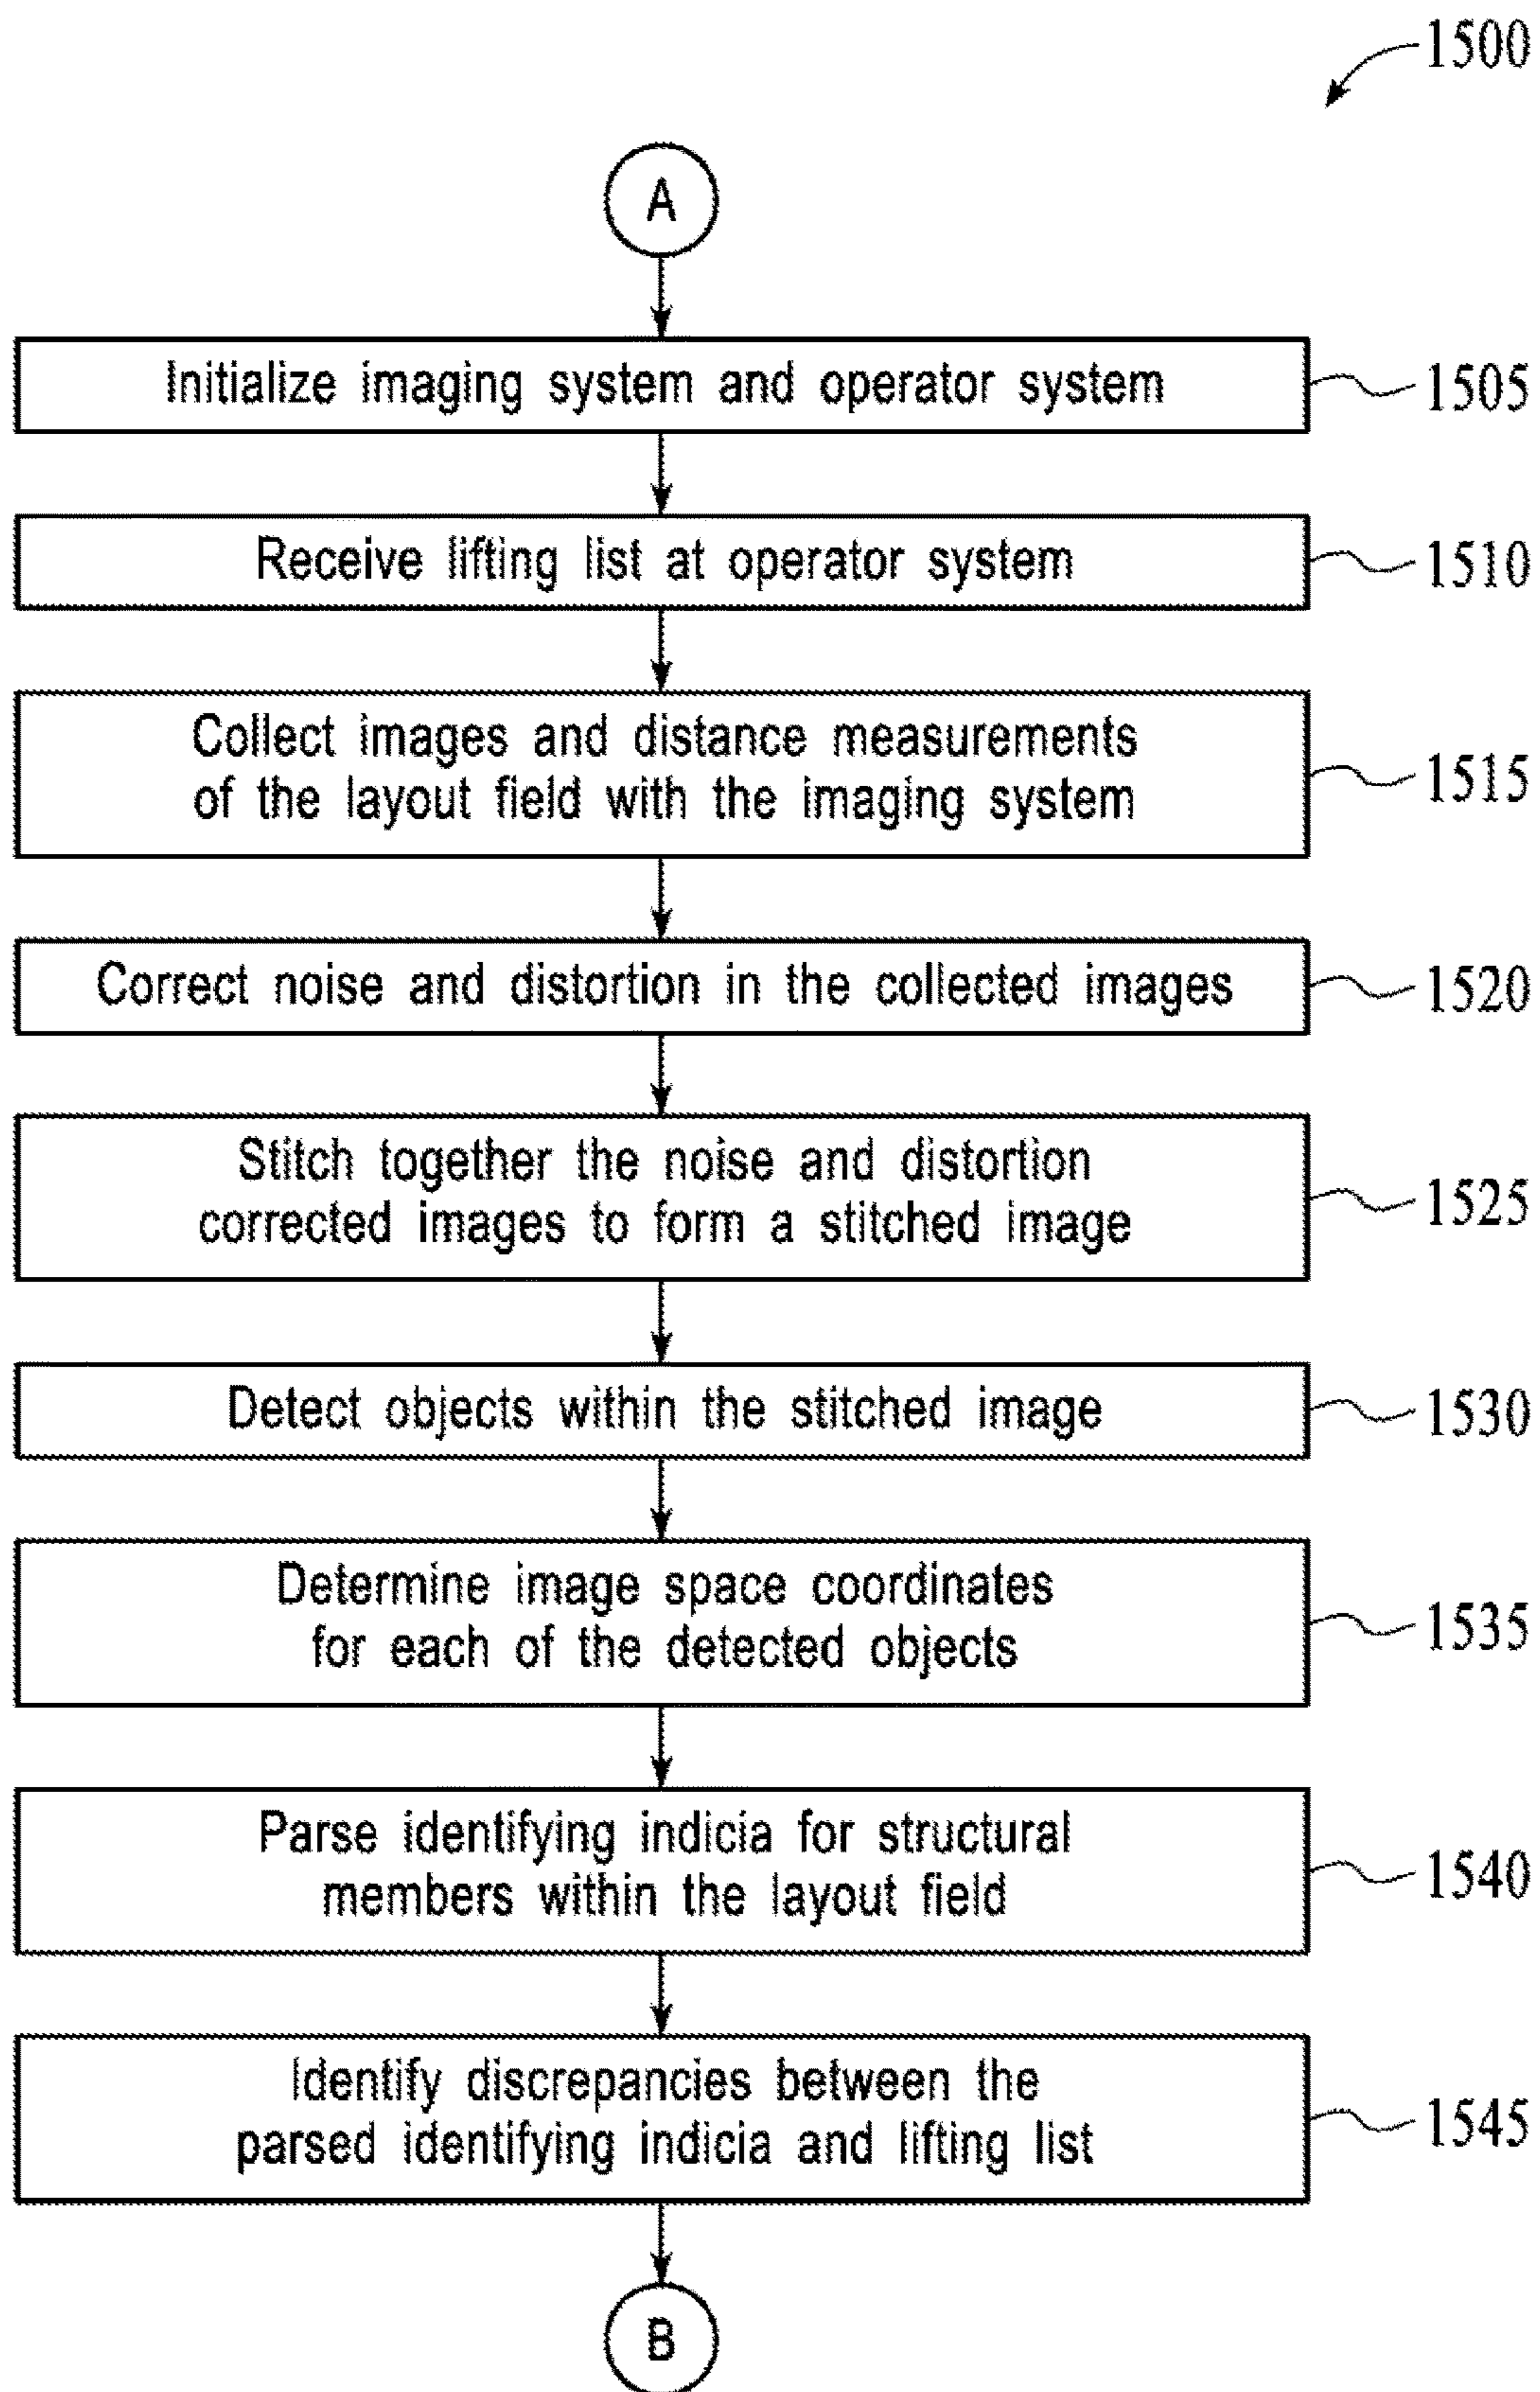 1500
A
Initialize imaging system and operator system
1505
Receive lifting list at operator system
1510
Collect images and distance measurements
of the layout field with the imaging system
1515
Correct noise and distortion in the collected images
1520
Stitch together the noise and distortion
corrected images to form a stitched image
1525
Detect objects within the stitched image
1530
Determine image space coordinates
for each of the detected objects
1535
Parse identifying indicia for structural
members within the layout field
1540
Identify discrepancies between the
parsed identifying indicia and lifting list
1545
B